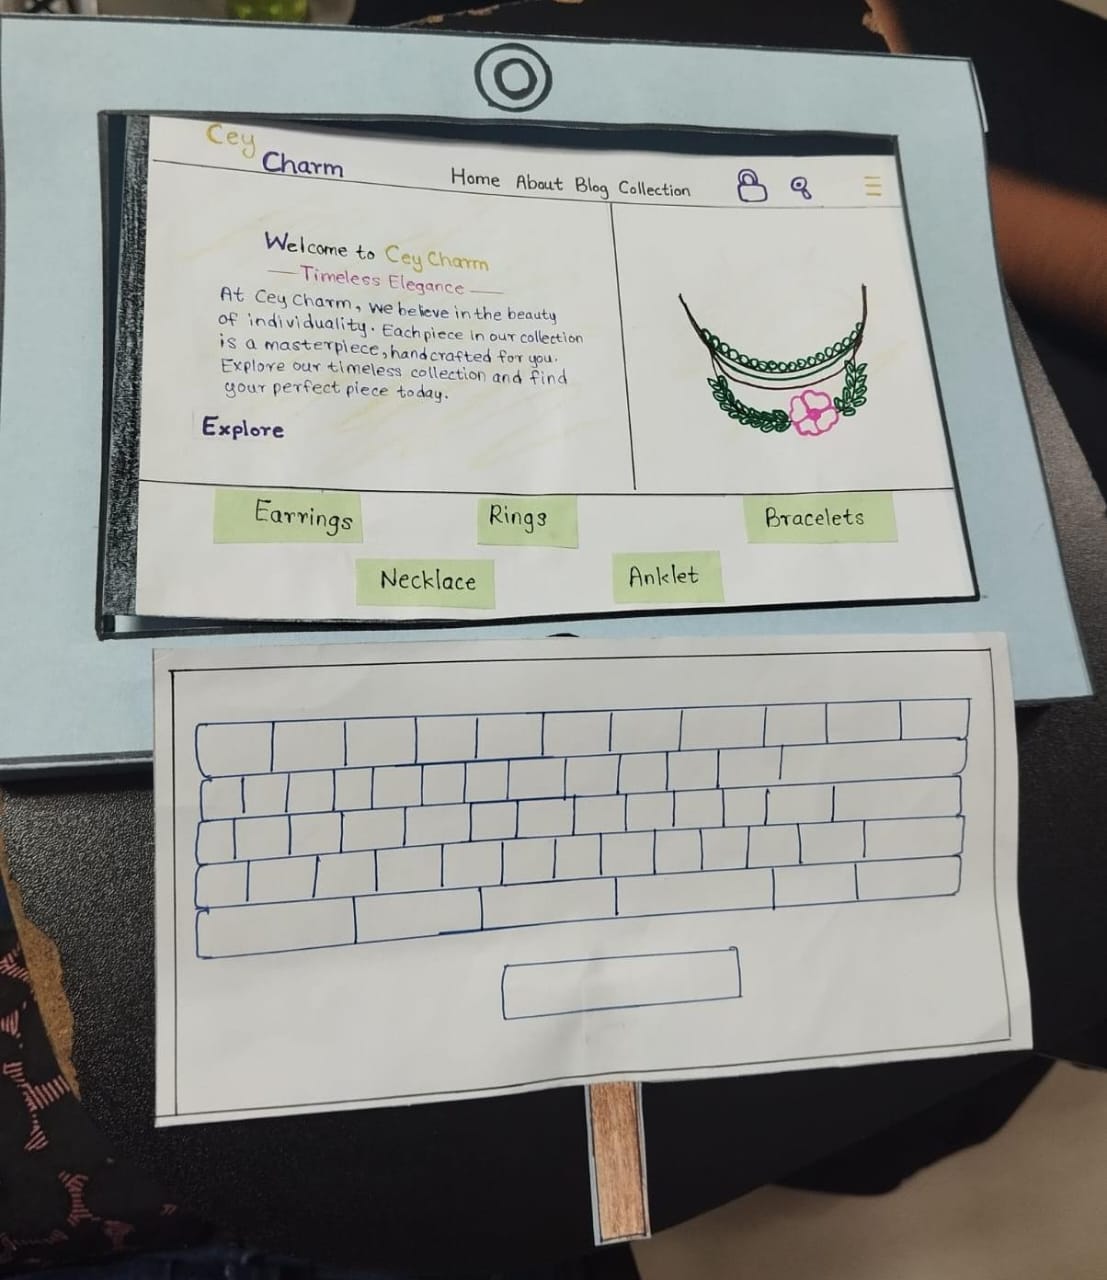 Cey
Charm
Home About Blog Collection
Welcome to Cey Charm
Timeless Elegance
At Cey Charm, we believe in the beauty
of individuality. Each piece in our collection
is a masterpiece, handcrafted for you.
Explore our timeless collection and find
your perfect piece today.
Explore
Earrings
Rings
Bracelets
Necklace
Anklet